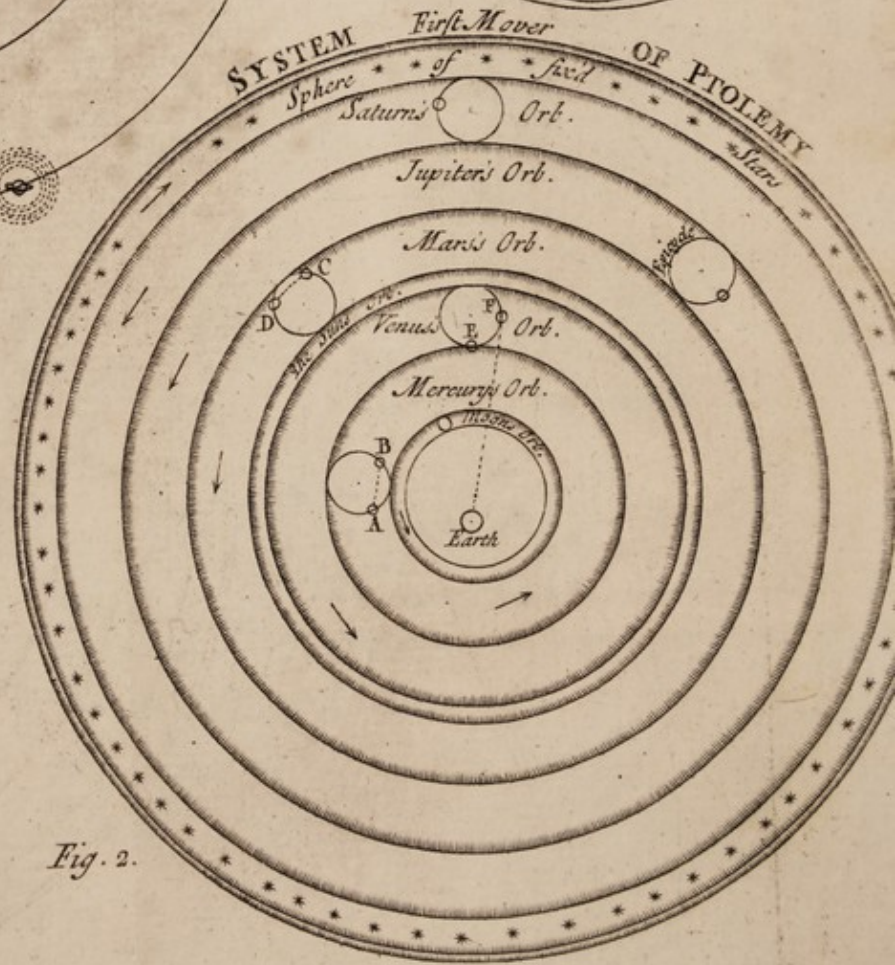 SYSTEM OF PTOLEMY
Firſt Mover
Sphere of fix'd Stars
Saturn's Orb.
Jupiter's Orb.
Mars's Orb.
Epicycle
C
D
The Suns Orb.
Venus's Orb.
F
E
Mercury's Orb.
Moons Orb.
B
A
Earth
Fig. 2.